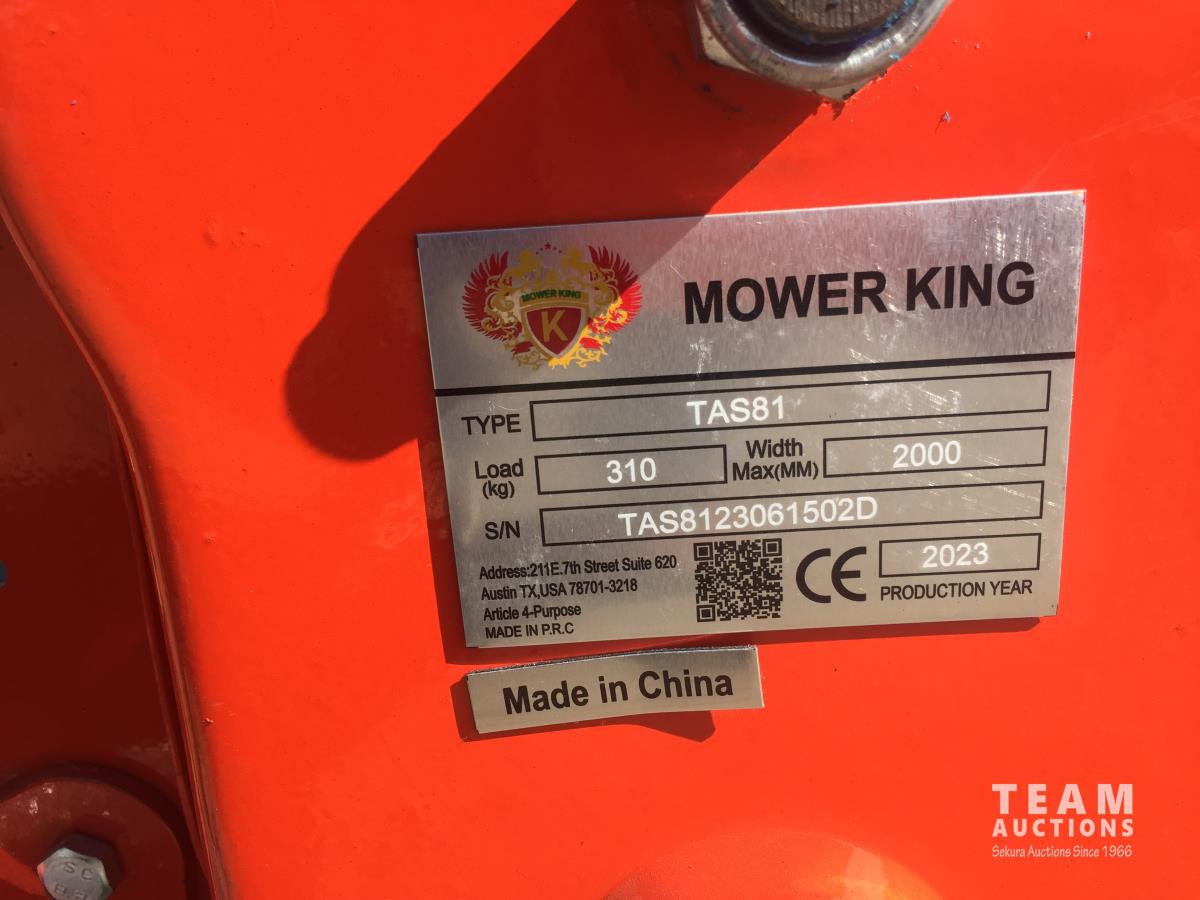 MOWER KING
K
MOWER KING
TYPE TAS81
Load (kg) 310 Width Max(MM) 2000
S/N TAS8123061502D
Address:211E.7th Street Suite 620
Austin TX,USA 78701-3218
Article 4-Purpose
MADE IN P.R.C
CE
2023
PRODUCTION YEAR
Made in China
SC
TEAM
AUCTIONS
Sekura Auctions Since 1966